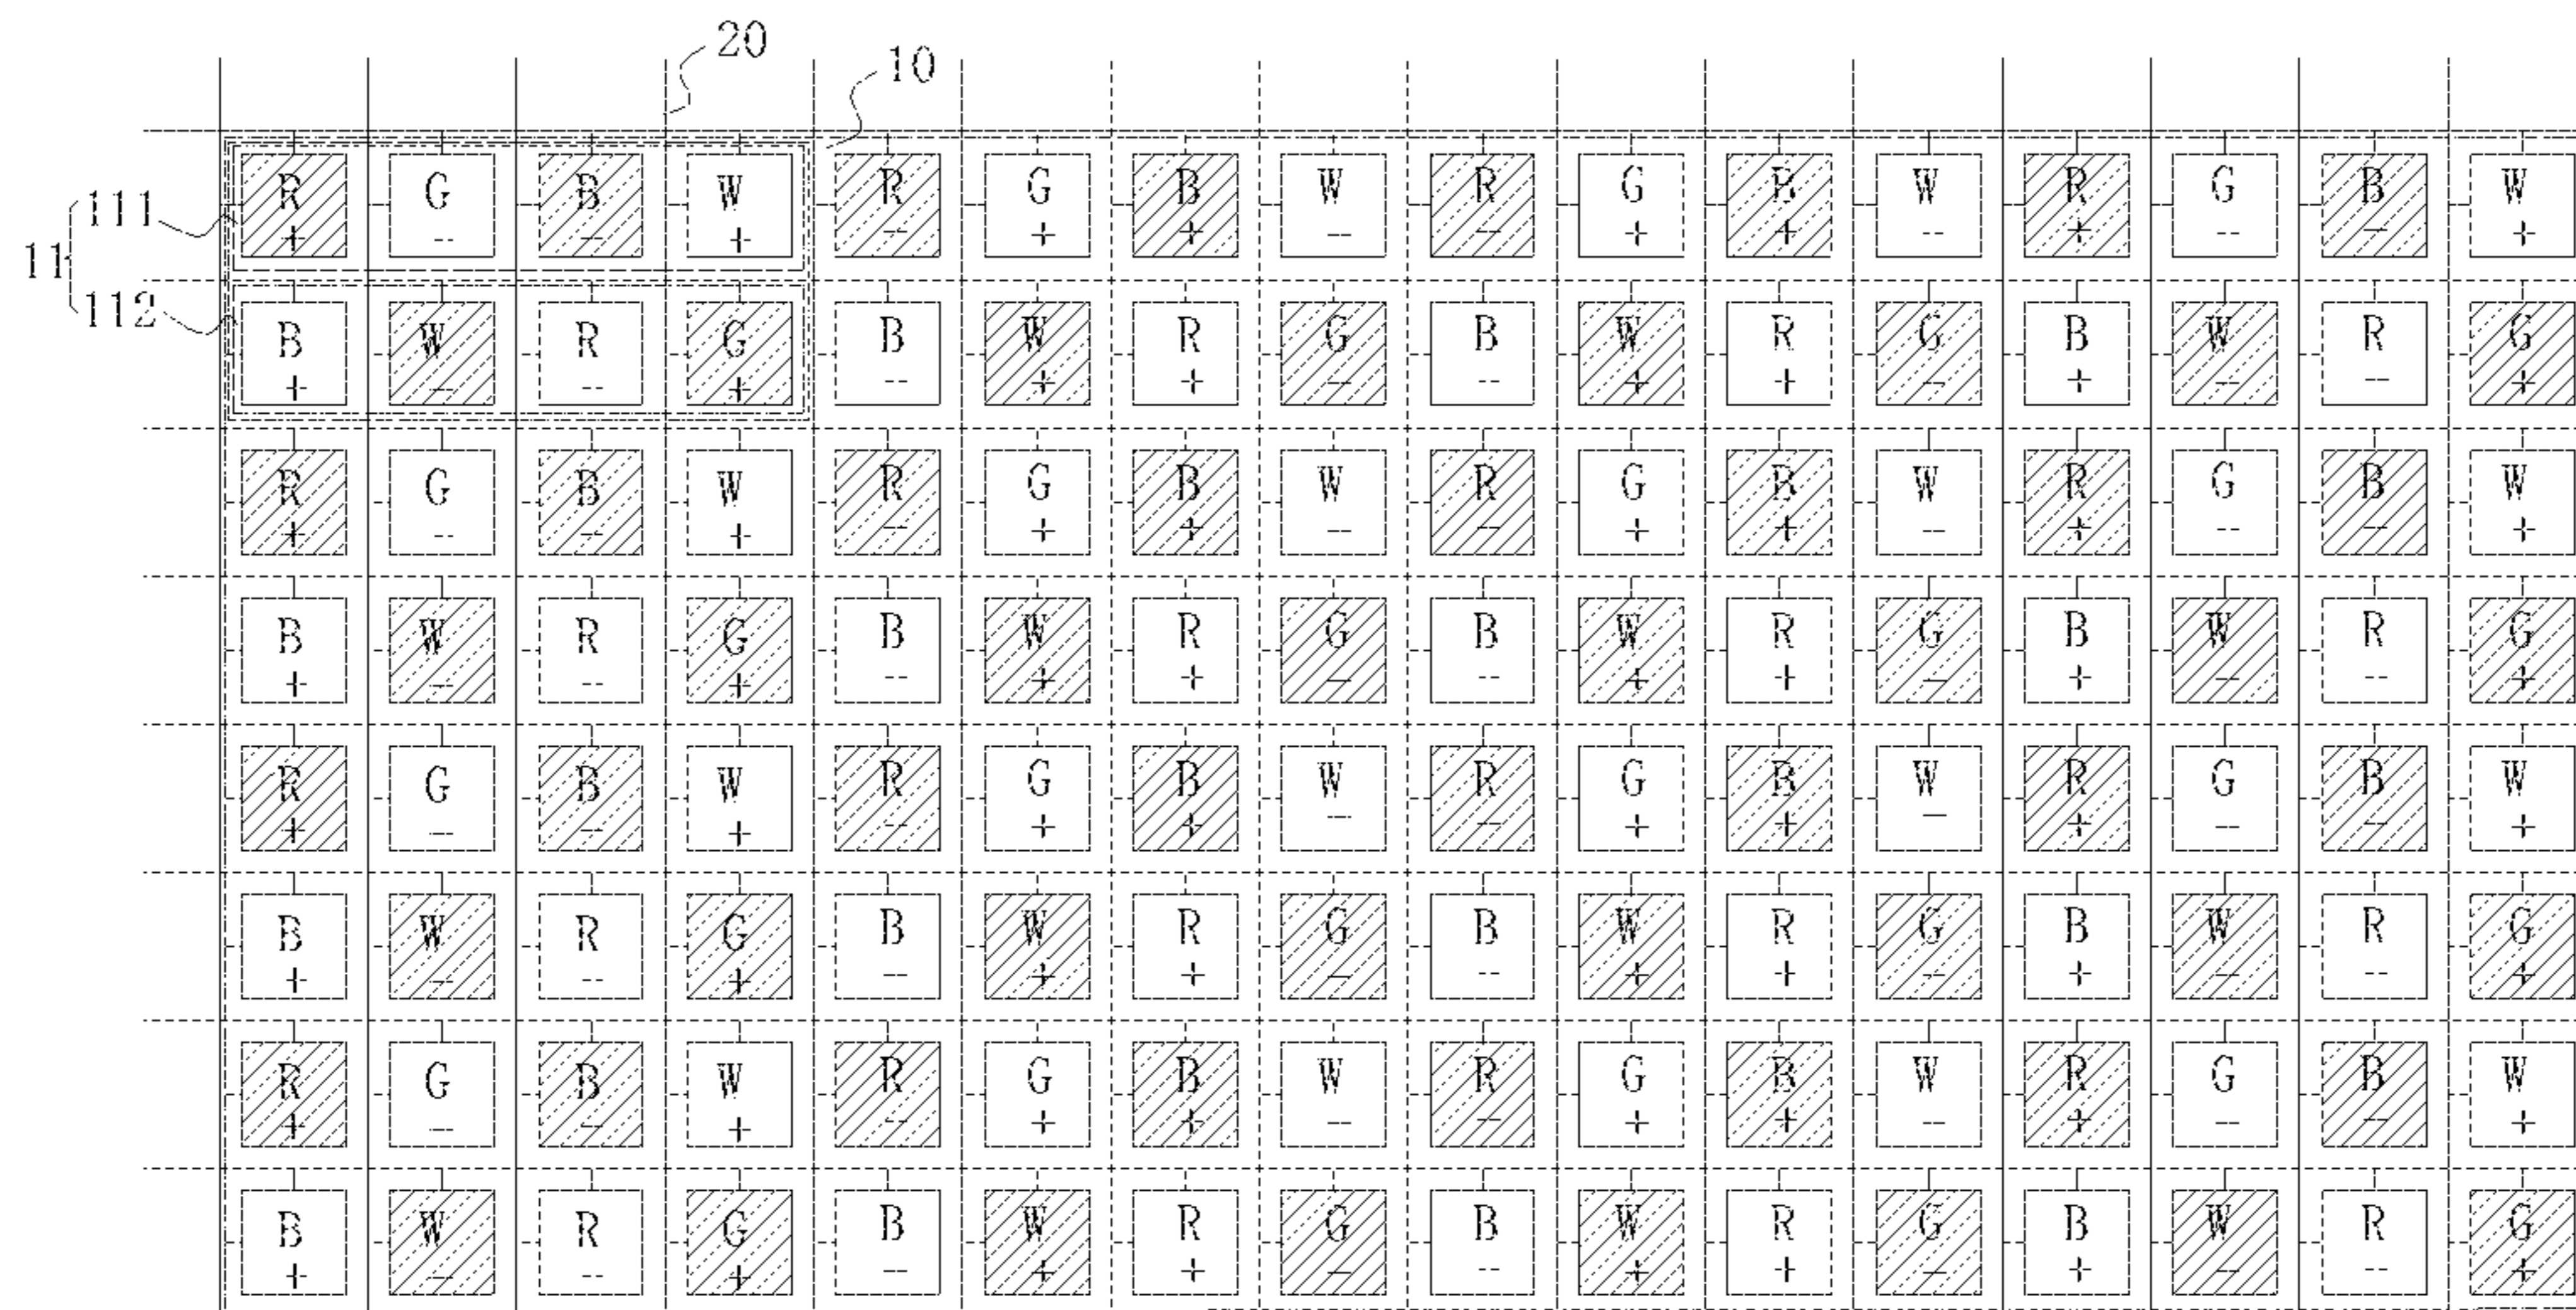 20
10
R G B W R G B W R G B W R G B W
+ -- -- + -- + + -- -- + + -- + -- -- +
111
11
112
B W R G B W R G B W R G B W R G
+ -- -- + -- + + -- -- + + -- + -- -- +
R G B W R G B W R G B W R G B W
+ -- -- + -- + + -- -- + + -- + -- -- +
B W R G B W R G B W R G B W R G
+ -- -- + -- + + -- -- + + -- + -- -- +
R G B W R G B W R G B W R G B W
+ -- -- + -- + + -- -- + + -- + -- -- +
B W R G B W R G B W R G B W R G
+ -- -- + -- + + -- -- + + -- + -- -- +
R G B W R G B W R G B W R G B W
+ -- -- + -- + + -- -- + + -- + -- -- +
B W R G B W R G B W R G B W R G
+ -- -- + -- + + -- -- + + -- + -- -- +